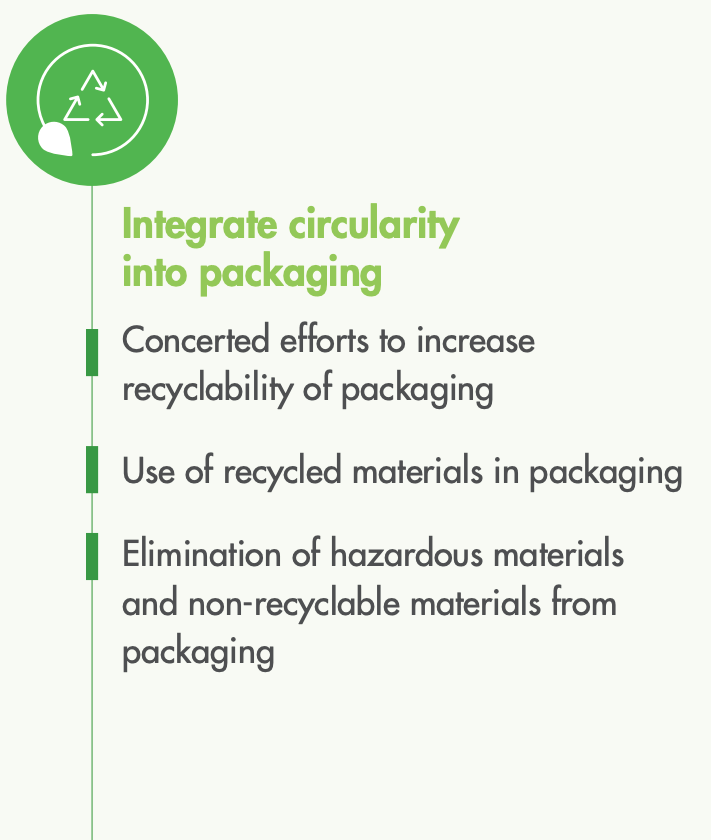 Integrate circularity
into packaging
Concerted efforts to increase
recyclability of packaging
Use of recycled materials in packaging
Elimination of hazardous materials
and non-recyclable materials from
packaging